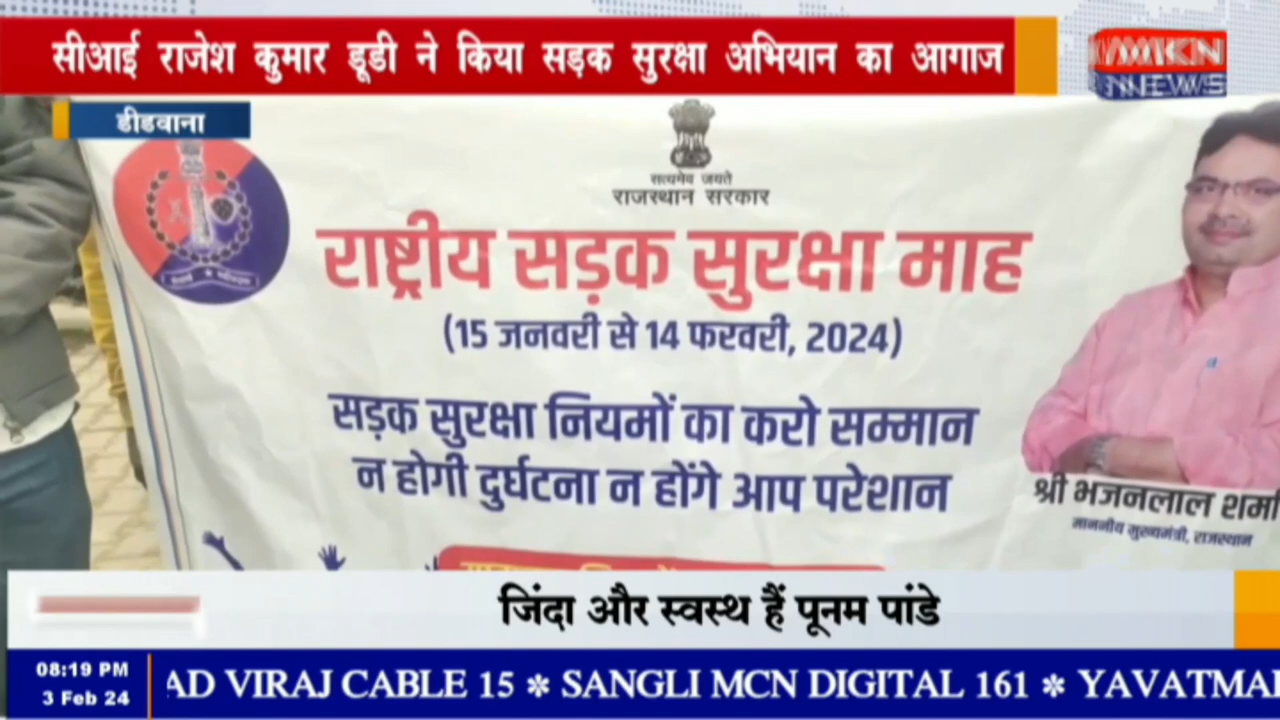 सीआई राजेश कुमार डूडी ने किया सड़क सुरक्षा अभियान का आगाज
NEWS
डीडवाना
सत्यमेव जयते
राजस्थान सरकार
राष्ट्रीय सड़क सुरक्षा माह
(15 जनवरी से 14 फरवरी, 2024)
सड़क सुरक्षा नियमों का करो सम्मान
न होगी दुर्घटना न होंगे आप परेशान
श्री भजनलाल शर्मा
माननीय मुख्यमंत्री, राजस्थान
जिंदा और स्वस्थ हैं पूनम पांडे
08:19 PM
3 Feb 24
AD VIRAJ CABLE 15 * SANGLI MCN DIGITAL 161 * YAVATMAL